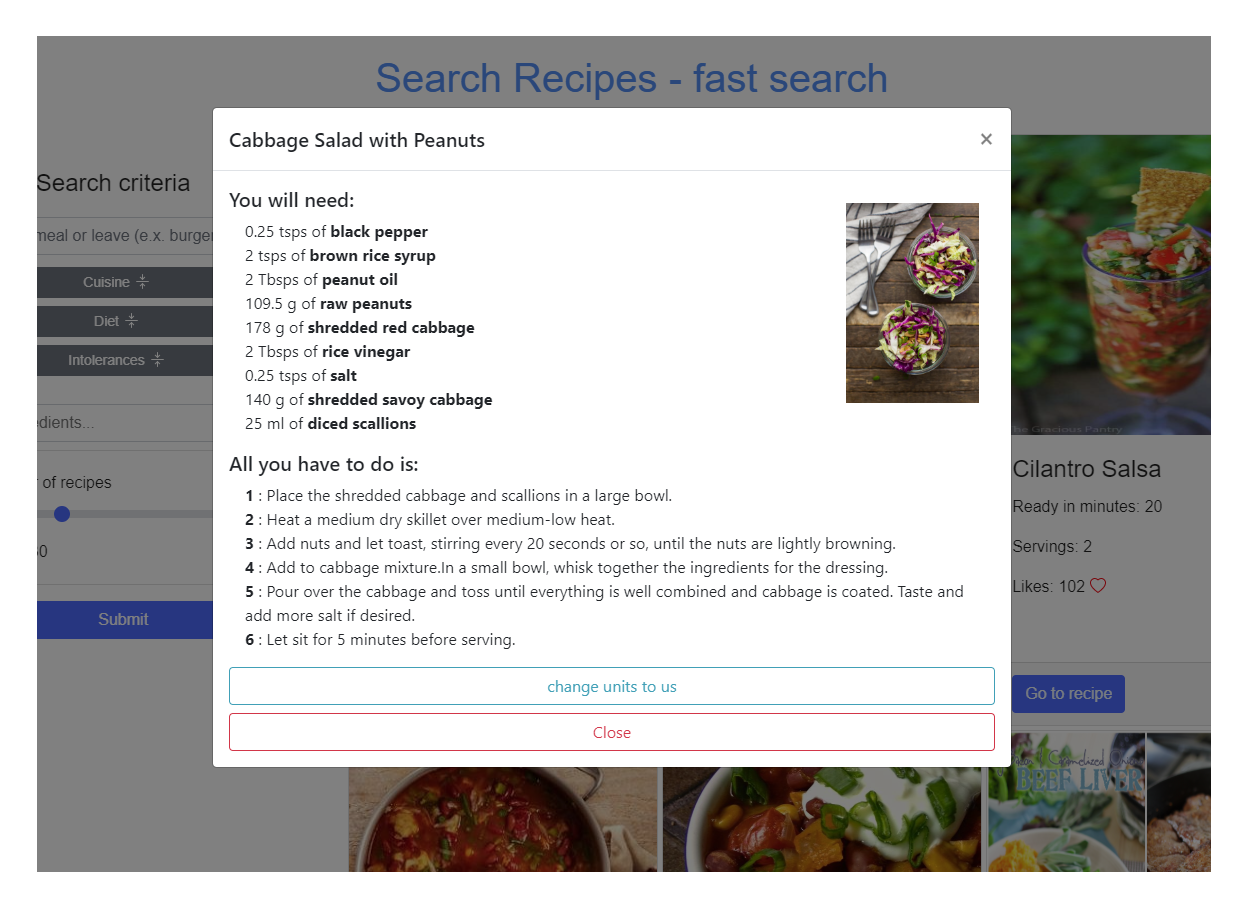 Search Recipes - fast search
Cabbage Salad with Peanuts
×
Search criteria
meal or leave (e.x. burger
Cuisine
Diet
Intolerances
edients...
of recipes
Submit
You will need:
0.25 tsps of black pepper
2 tsps of brown rice syrup
2 Tbsps of peanut oil
109.5 g of raw peanuts
178 g of shredded red cabbage
2 Tbsps of rice vinegar
0.25 tsps of salt
140 g of shredded savoy cabbage
25 ml of diced scallions
All you have to do is:
1 : Place the shredded cabbage and scallions in a large bowl.
2 : Heat a medium dry skillet over medium-low heat.
3 : Add nuts and let toast, stirring every 20 seconds or so, until the nuts are lightly browning.
4 : Add to cabbage mixture.In a small bowl, whisk together the ingredients for the dressing.
5 : Pour over the cabbage and toss until everything is well combined and cabbage is coated. Taste and
add more salt if desired.
6 : Let sit for 5 minutes before serving.
change units to us
Close
he Gracious Pantry
Cilantro Salsa
Ready in minutes: 20
Servings: 2
Likes: 102
Go to recipe
BEEF LIVER